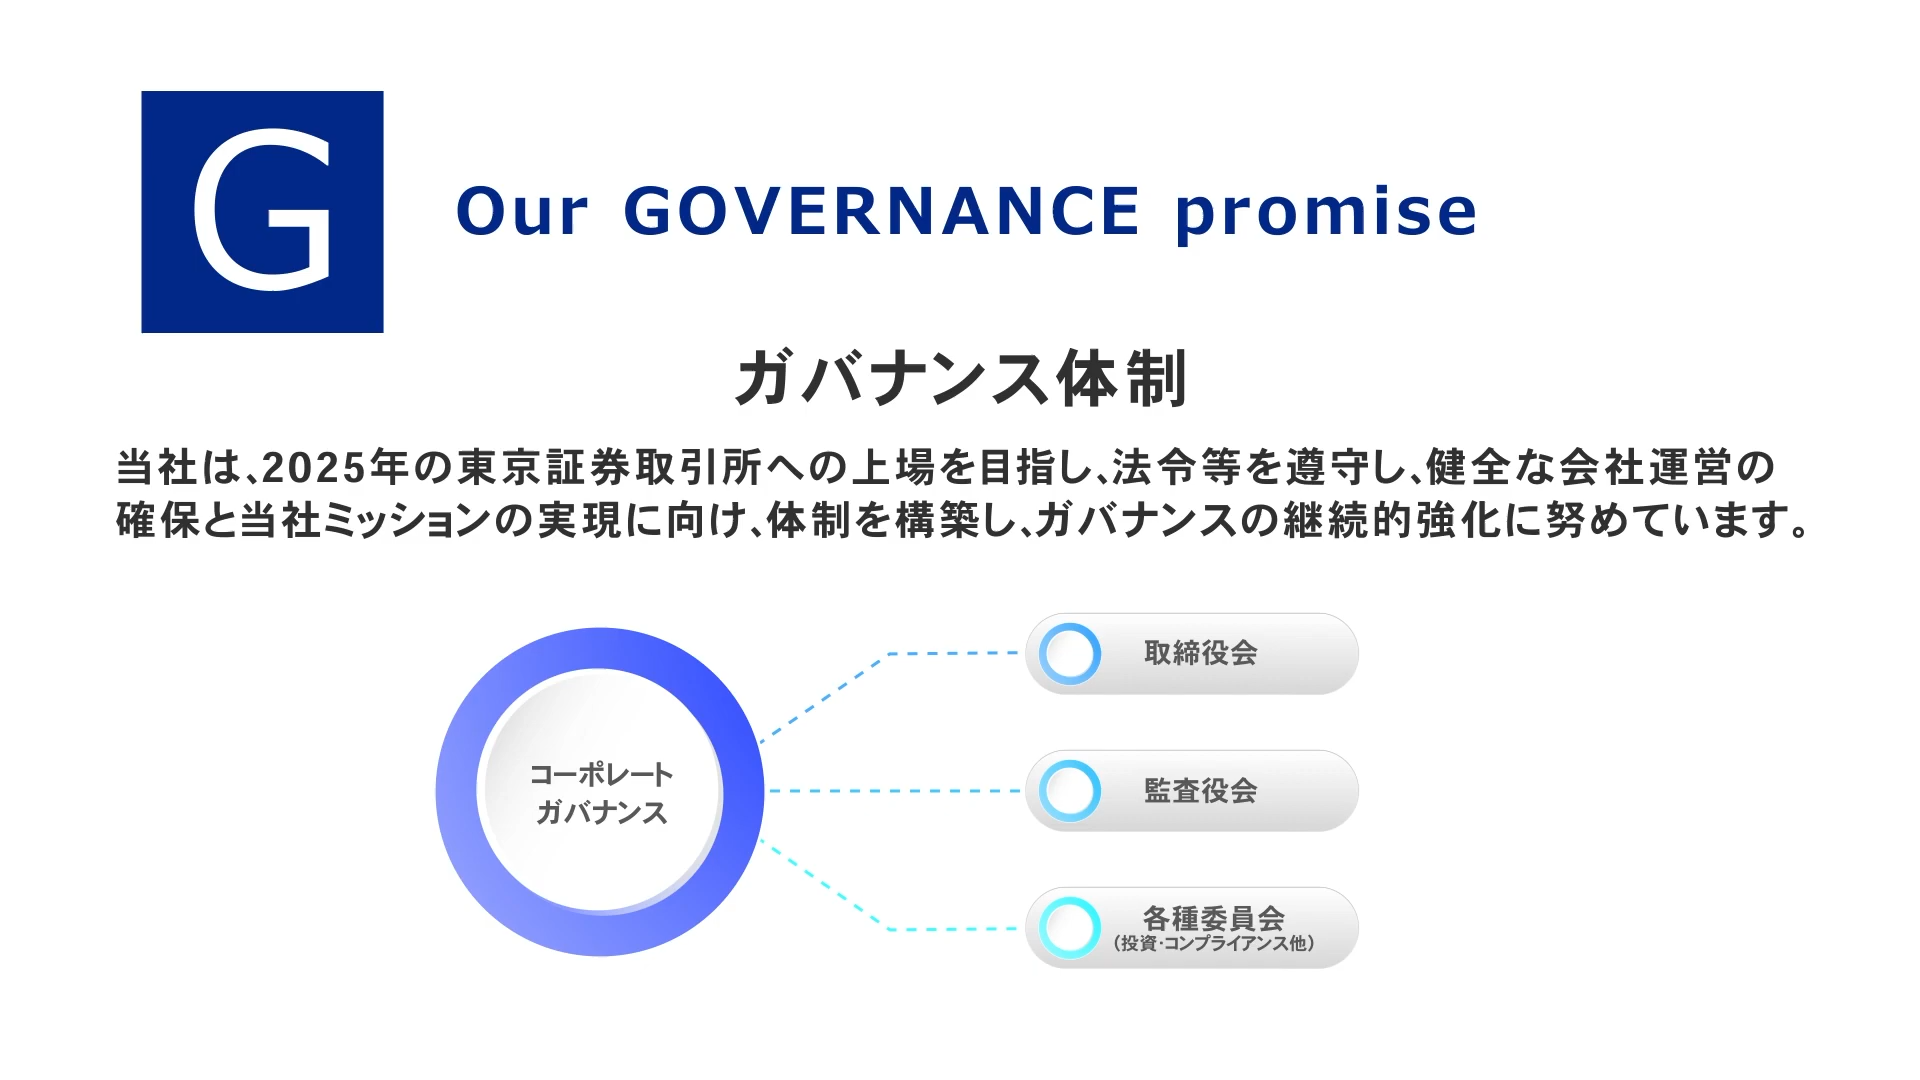 G
Our GOVERNANCE promise
ガバナンス体制
当社は、2025年の東京証券取引所への上場を目指し、法令等を遵守し、健全な会社運営の
確保と当社ミッションの実現に向け、体制を構築し、ガバナンスの継続的強化に努めています。
コーポレート
ガバナンス
取締役会
監査役会
各種委員会
（投資・コンプライアンス他）